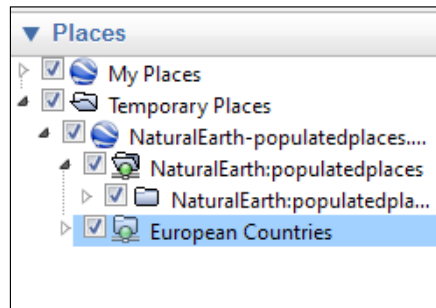 Places
My Places
Temporary Places
NaturalEarth-populatedplaces....
NaturalEarth:populatedplaces
NaturalEarth:populatedpla...
European Countries